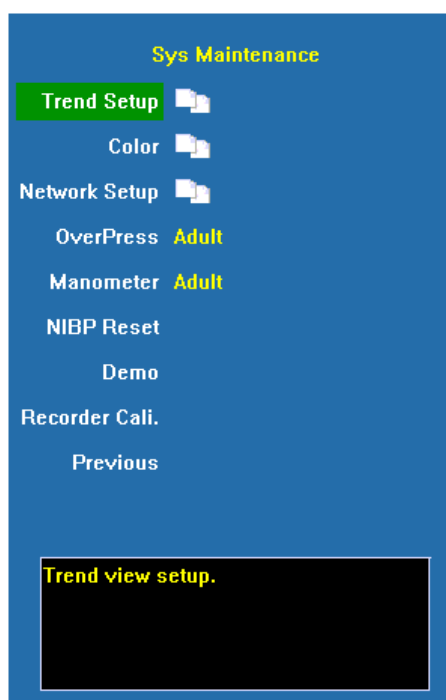 Sys Maintenance
Trend Setup
Color
Network Setup
OverPress Adult
Manometer Adult
NIBP Reset
Demo
Recorder Cali.
Previous
Trend view setup.